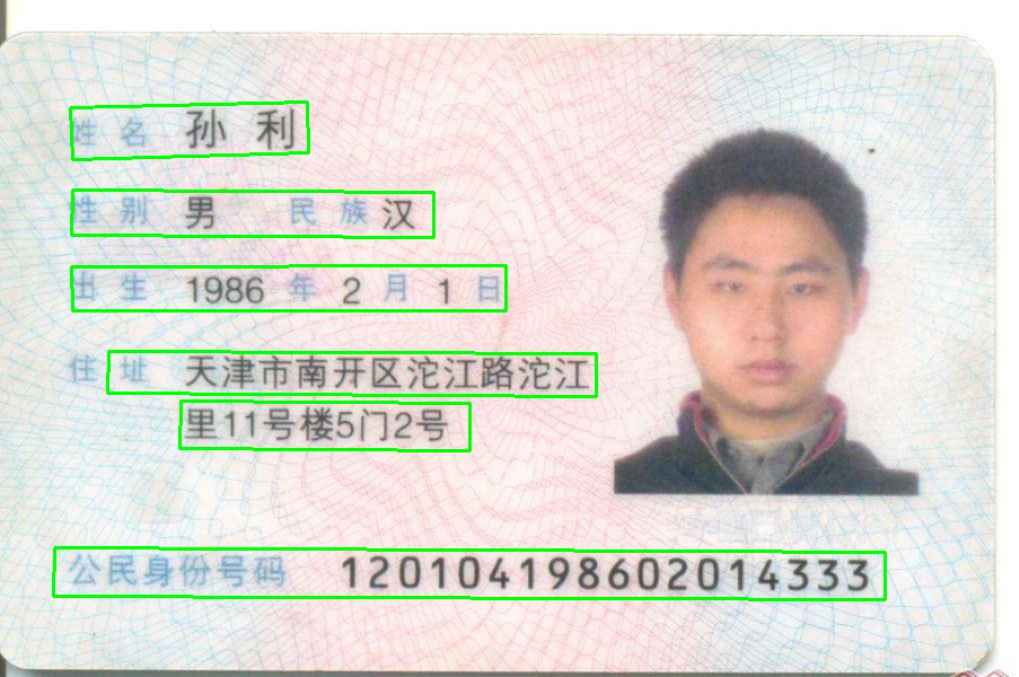 姓名 孙利
性别 男 民族 汉
出生 1986 年 2 月 1 日
住址 天津市南开区沱江路沱江
里11号楼5门2号
公民身份号码 120104198602014333